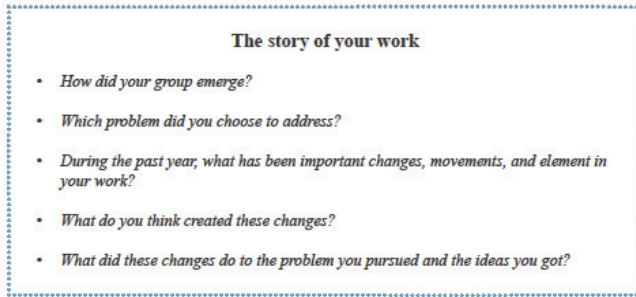 The story of your work
• How did your group emerge?
• Which problem did you choose to address?
• During the past year, what has been important changes, movements, and element in
your work?
• What do you think created these changes?
• What did these changes do to the problem you pursued and the ideas you got?